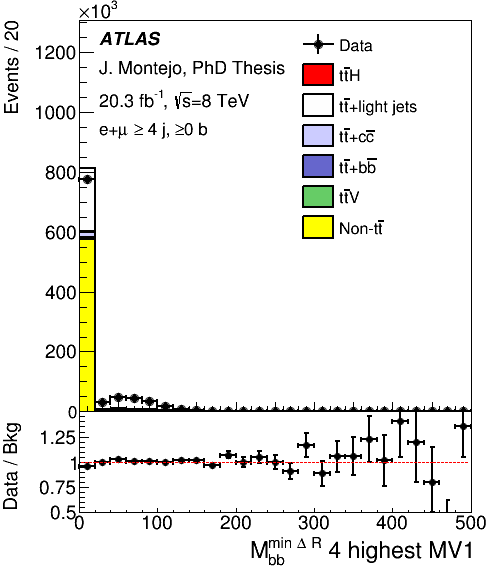 ×10³
Events / 20
1200
1000
800
600
400
200
0
ATLAS
J. Montejo, PhD Thesis
20.3 fb⁻¹, √s=8 TeV
e+μ ≥ 4 j, ≥0 b
Data
tt̄H
tt̄+light jets
tt̄+cc̄
tt̄+bb̄
tt̄V
Non-tt̄
Data / Bkg
1.25
1
0.75
0.5
0 100 200 300 400 500
M_bb^min Δ R 4 highest MV1